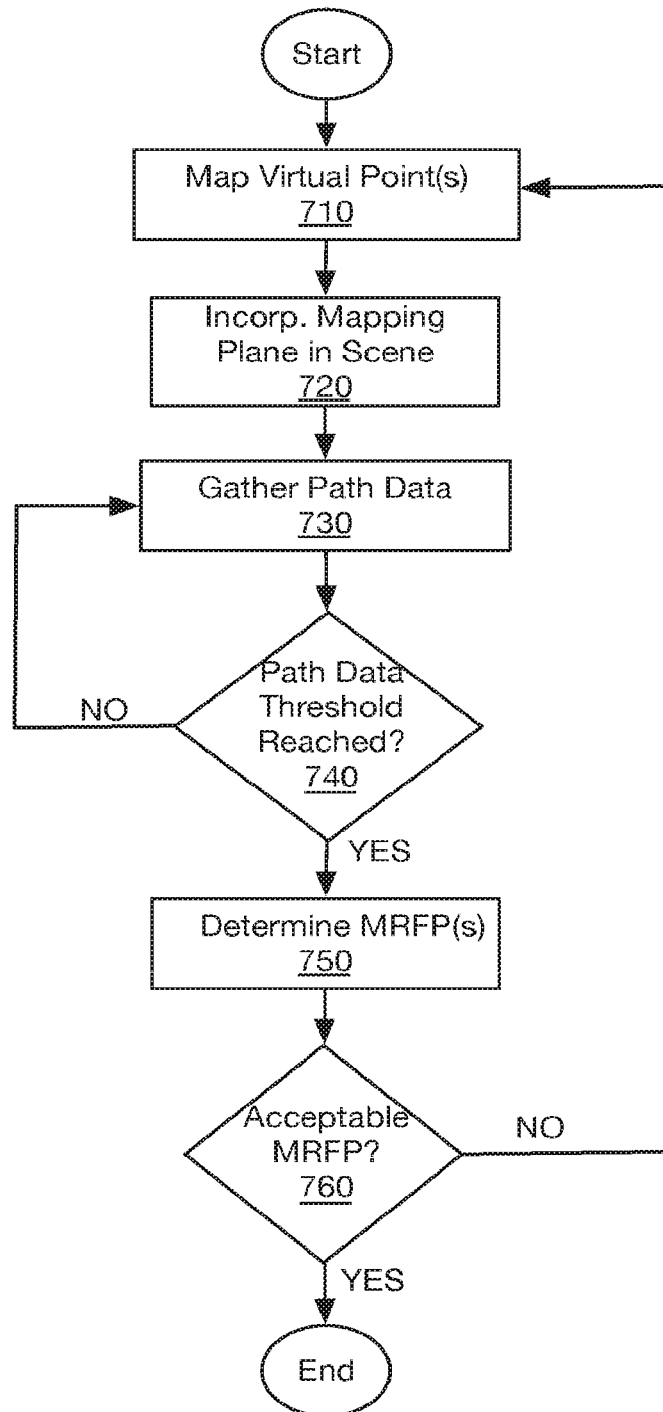 Start
Map Virtual Point(s)
710
Incorp. Mapping
Plane in Scene
720
Gather Path Data
730
Path Data
Threshold
Reached?
740
NO
YES
Determine MRFP(s)
750
Acceptable
MRFP?
760
NO
YES
End